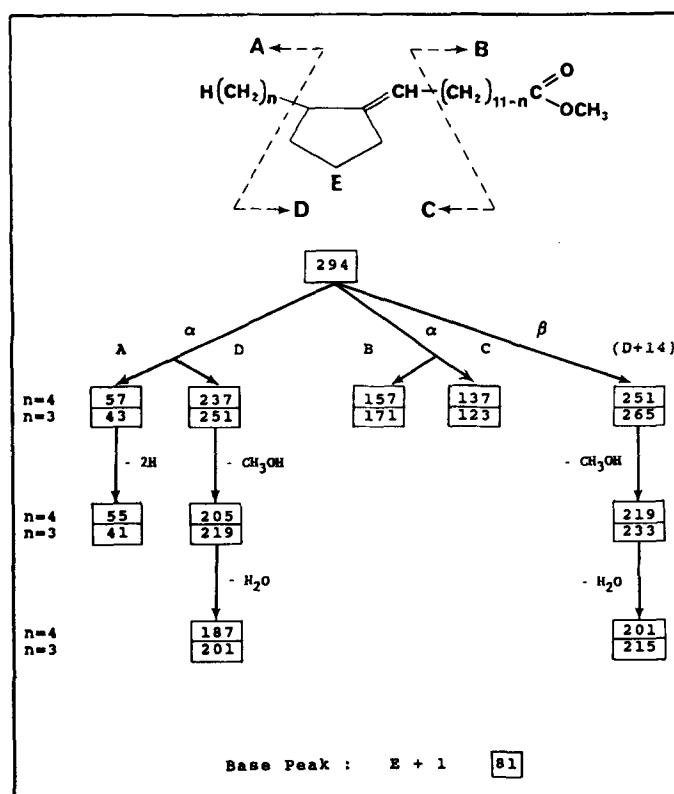 A B
H(CH₂)ₙ CH (CH₂)₁₁₋ₙ C O
OCH₃
E
D C
294
α α β
A D B C (D+14)
n=4 57 237 157 137 251
n=3 43 251 171 123 265
- 2H - CH₃OH - CH₃OH
n=4 55 205 219
n=3 41 219 233
- H₂O - H₂O
n=4 187 201
n=3 201 215
Base Peak : E + 1 81